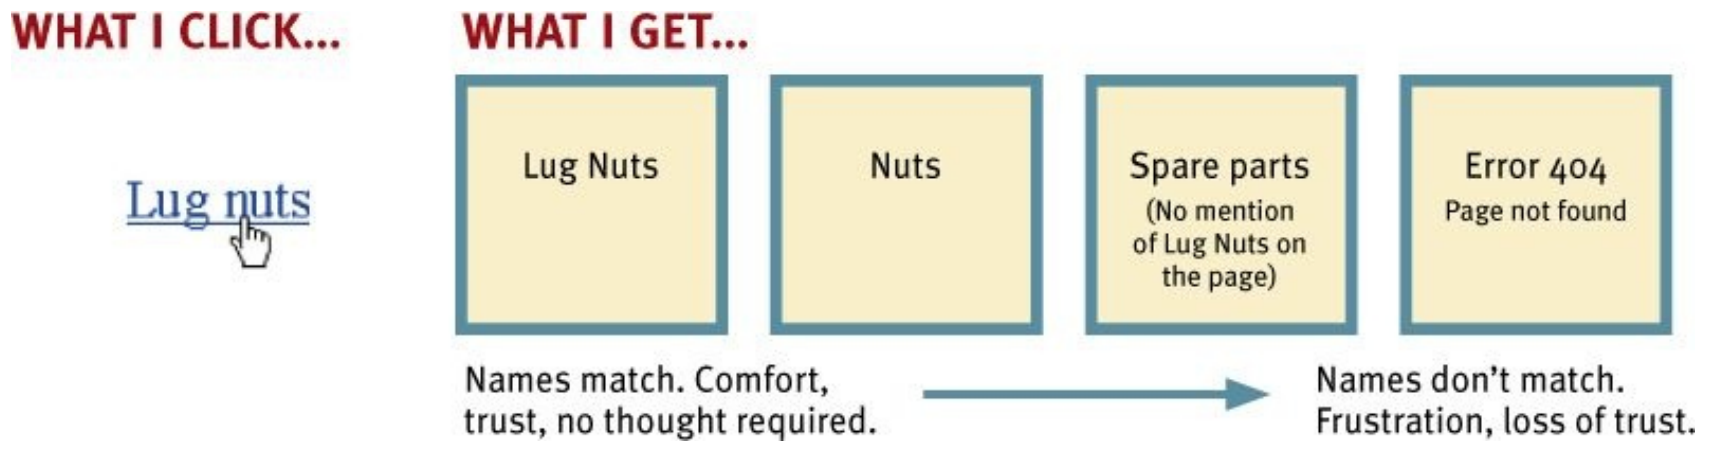 WHAT I CLICK...
WHAT I GET...
Lug nuts
Lug Nuts
Nuts
Spare parts
(No mention
of Lug Nuts on
the page)
Error 404
Page not found
Names match. Comfort,
trust, no thought required.
Names don't match.
Frustration, loss of trust.